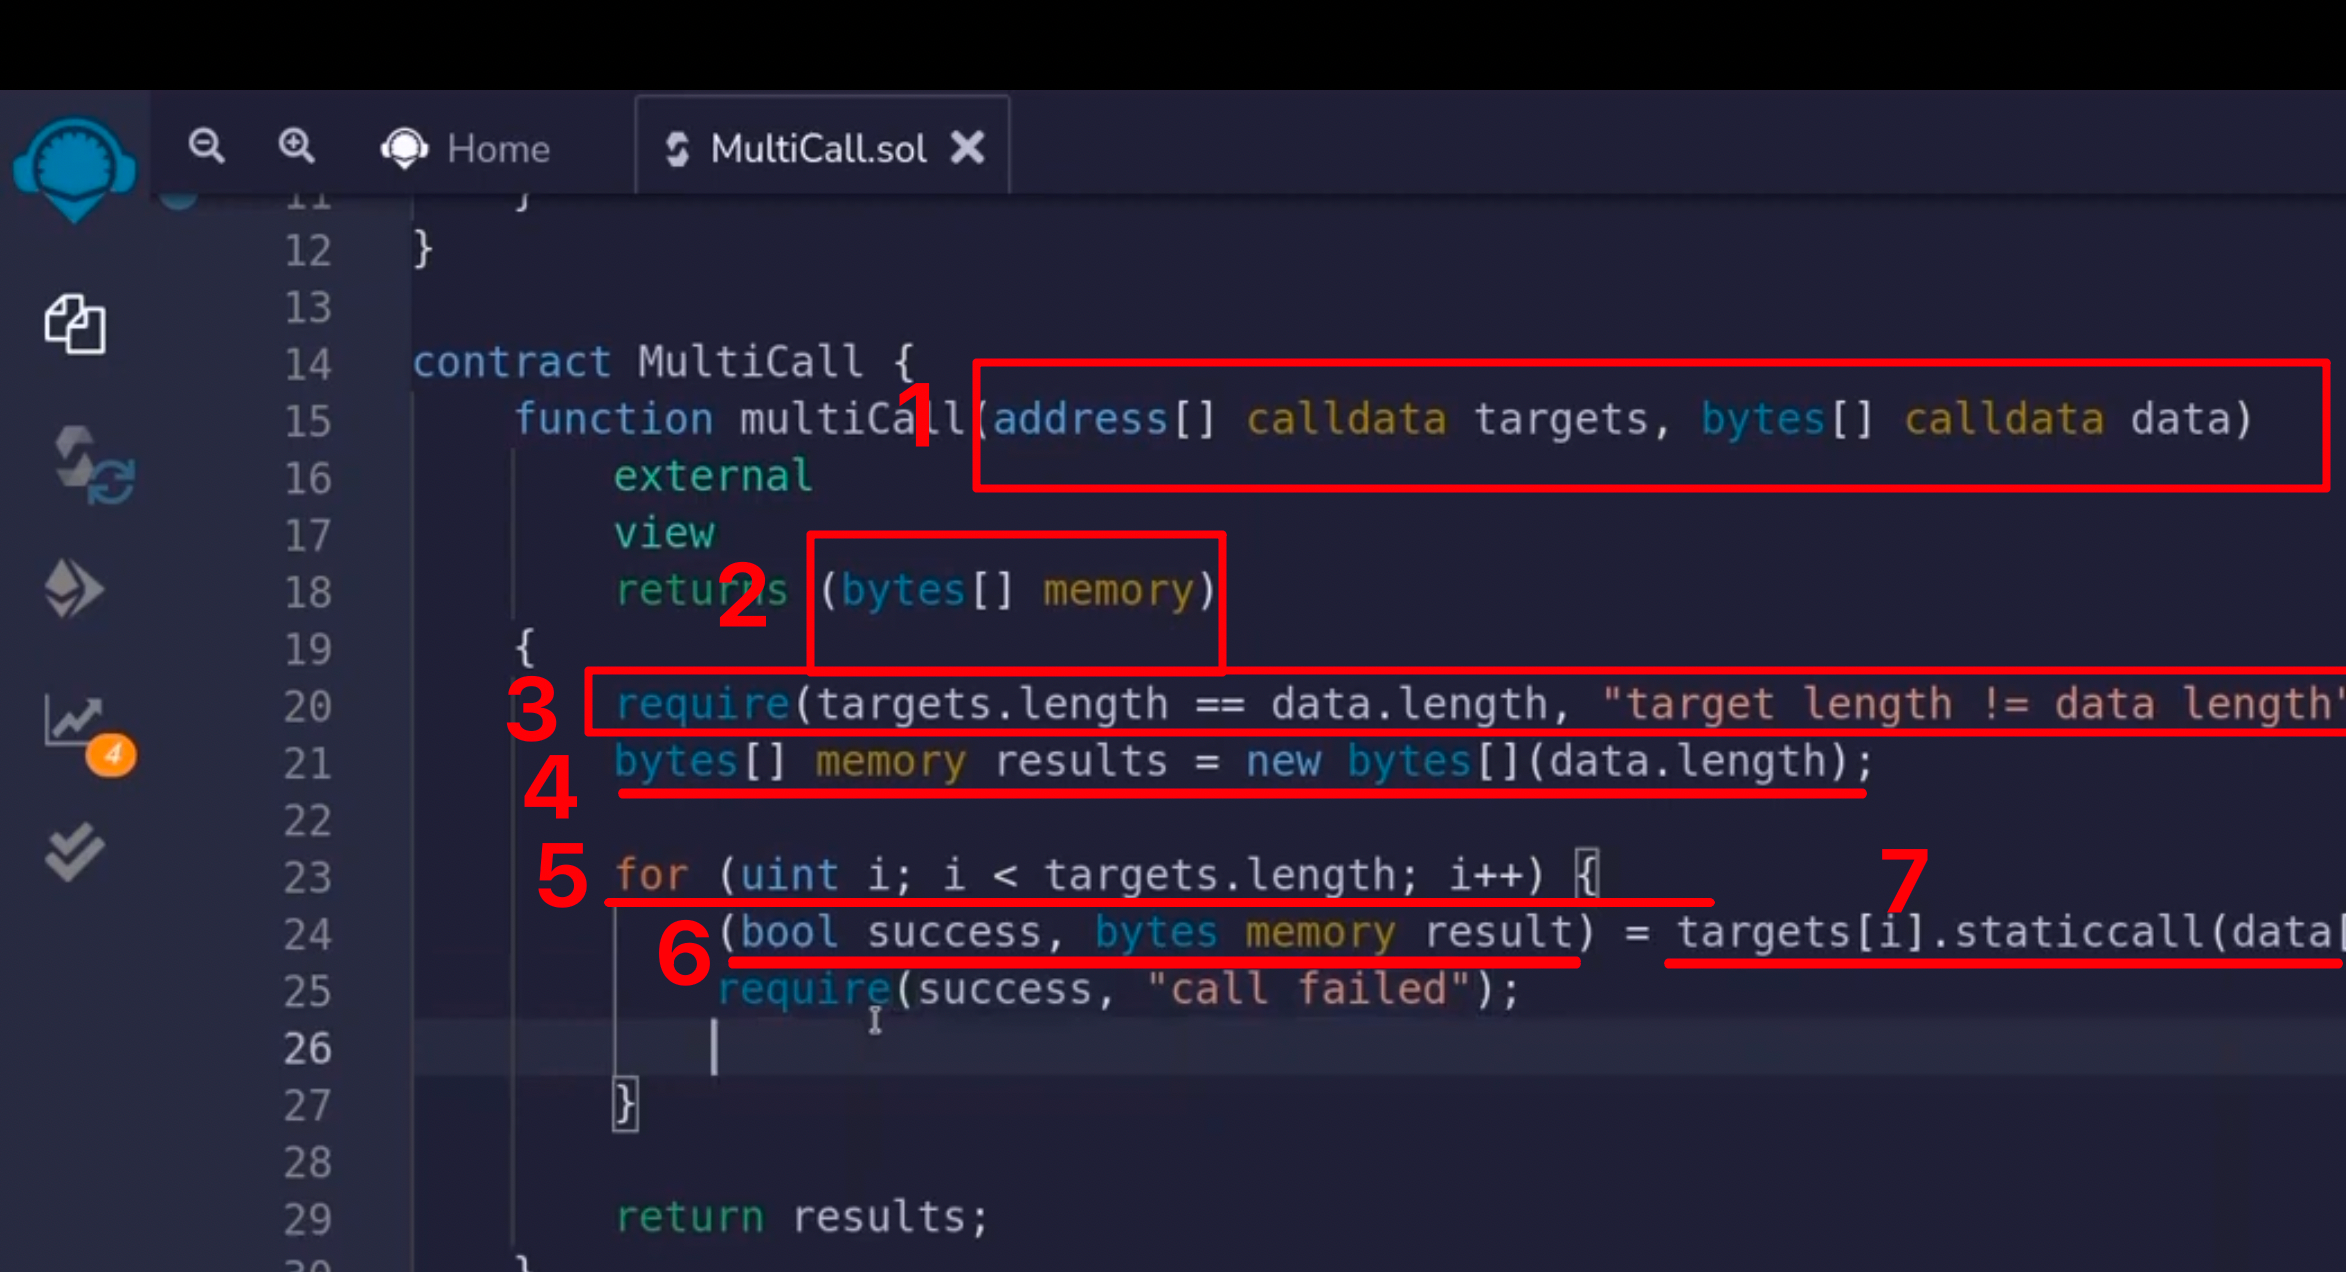 Home MultiCall.sol
11 }
12 }
13
14 contract MultiCall {
1
15 function multiCall(address[] calldata targets, bytes[] calldata data)
16 external
17 view
2
18 returns (bytes[] memory)
19 {
3
20 require(targets.length == data.length, "target length != data length"
4
21 bytes[] memory results = new bytes[](data.length);
22
5
23 for (uint i; i < targets.length; i++) {
6 7
24 (bool success, bytes memory result) = targets[i].staticcall(data[
25 require(success, "call failed");
26
27 }
28
29 return results;
30 }
4